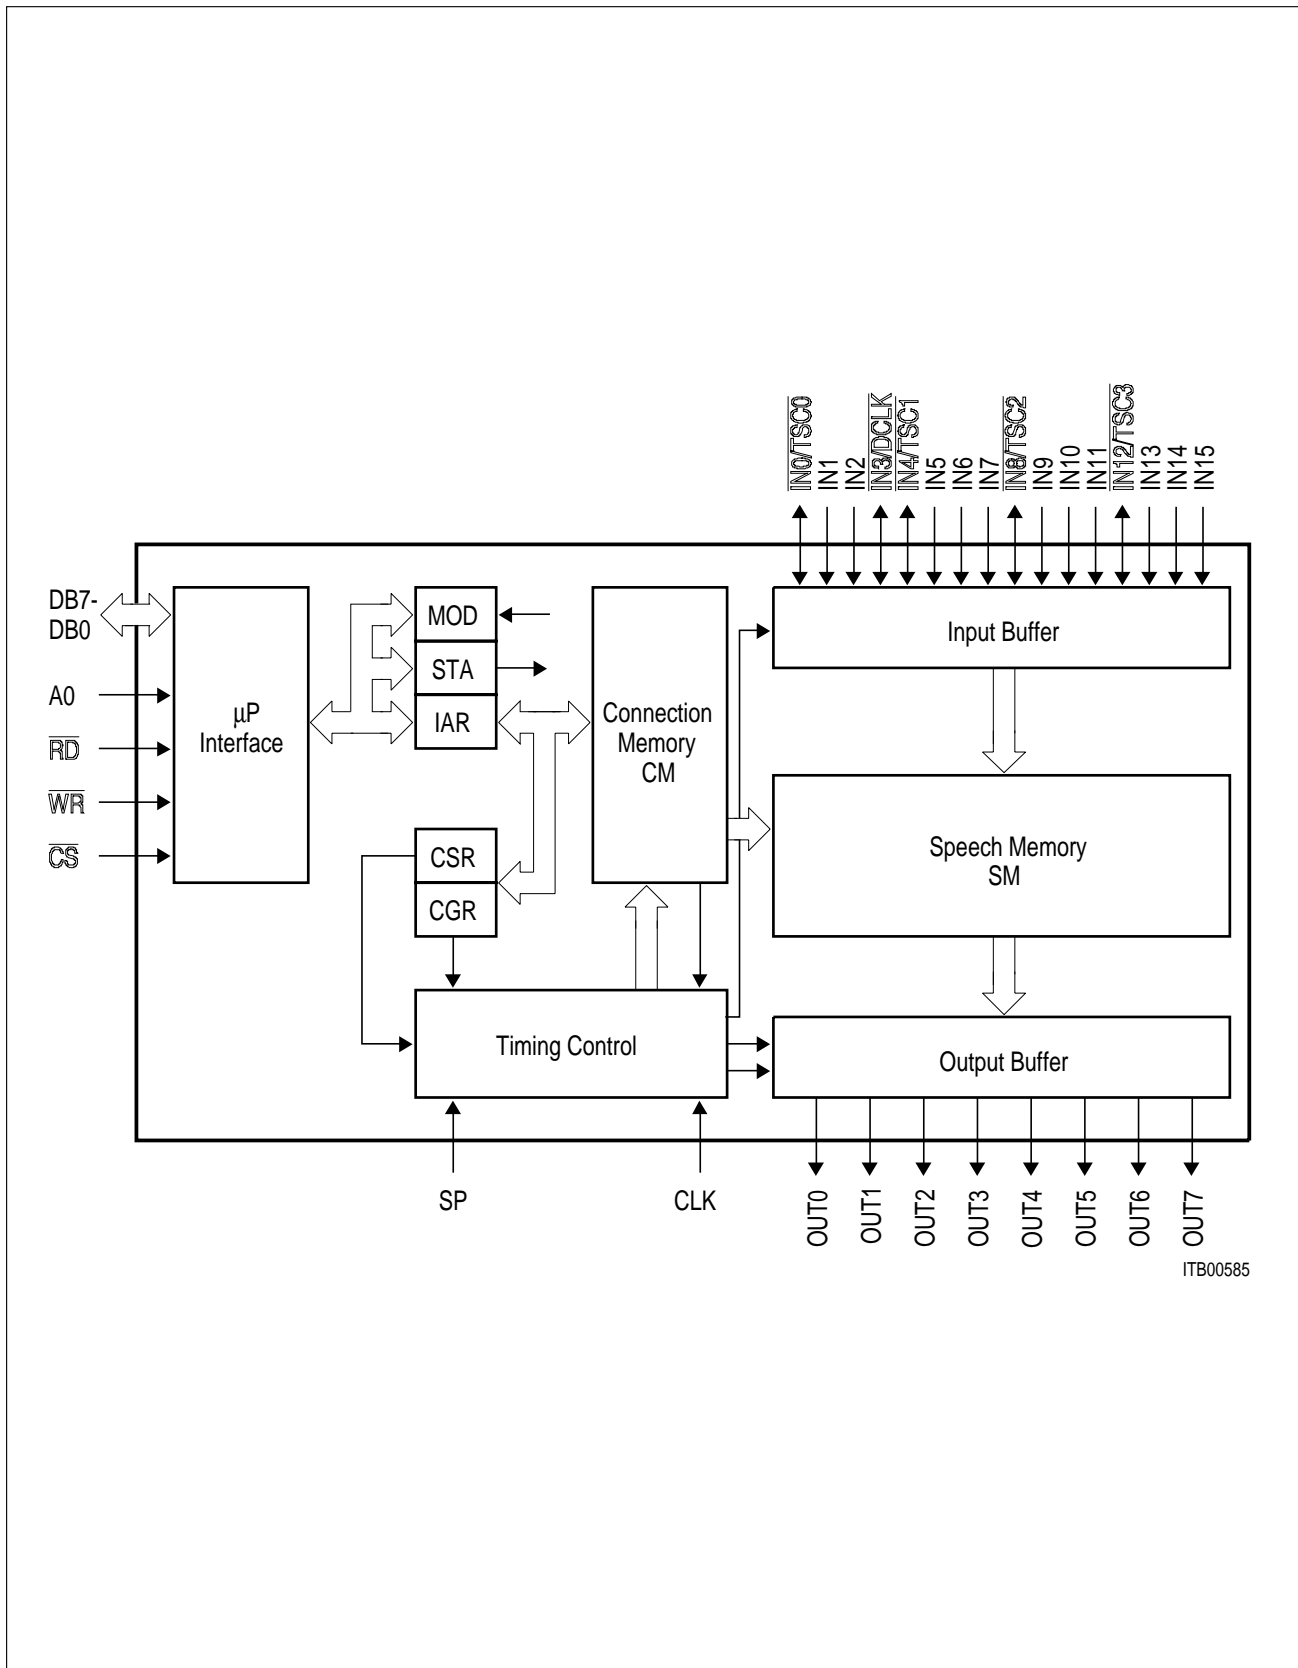 IN0/TSC0
IN1
IN2
IN3/DCLK
IN4/TSC1
IN5
IN6
IN7
IN8/TSC2
IN9
IN10
IN11
IN12/TSC3
IN13
IN14
IN15
DB7-
DB0
A0
RD
WR
CS
µP
Interface
MOD
STA
IAR
CSR
CGR
Connection
Memory
CM
Input Buffer
Speech Memory
SM
Timing Control
Output Buffer
SP
CLK
OUT0
OUT1
OUT2
OUT3
OUT4
OUT5
OUT6
OUT7
ITB00585